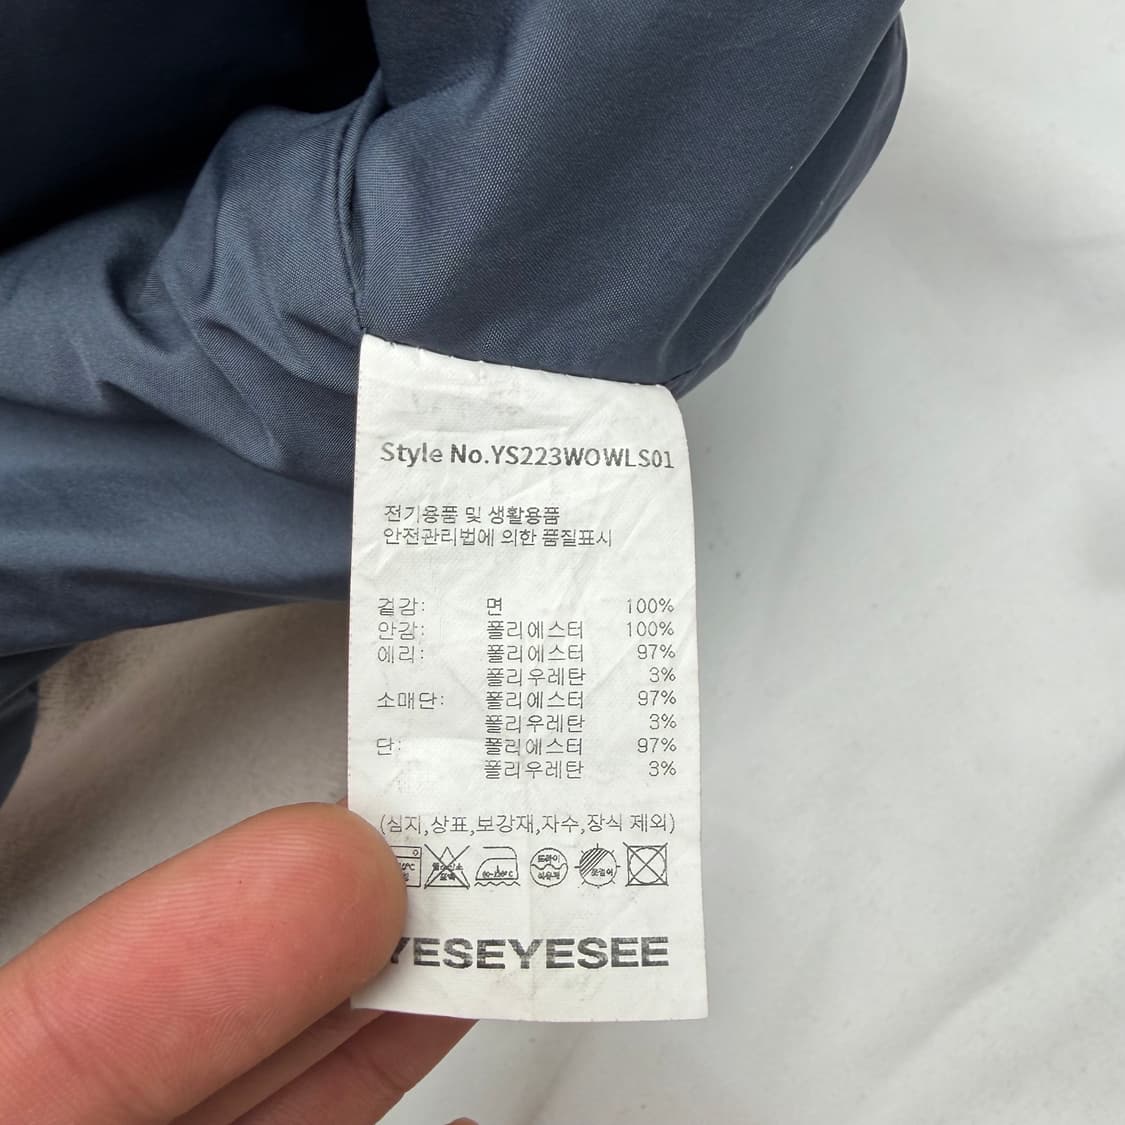 Style No.YS223WOWLS01
전기용품 및 생활용품
안전관리법에 의한 품질표시
겉감: 면 100%
안감: 폴리에스터 100%
에리: 폴리에스터 97%
폴리우레탄 3%
소매단: 폴리에스터 97%
폴리우레탄 3%
단: 폴리에스터 97%
폴리우레탄 3%
(심지,상표,보강재,자수,장식 제외)
드라이
YESEYESEE